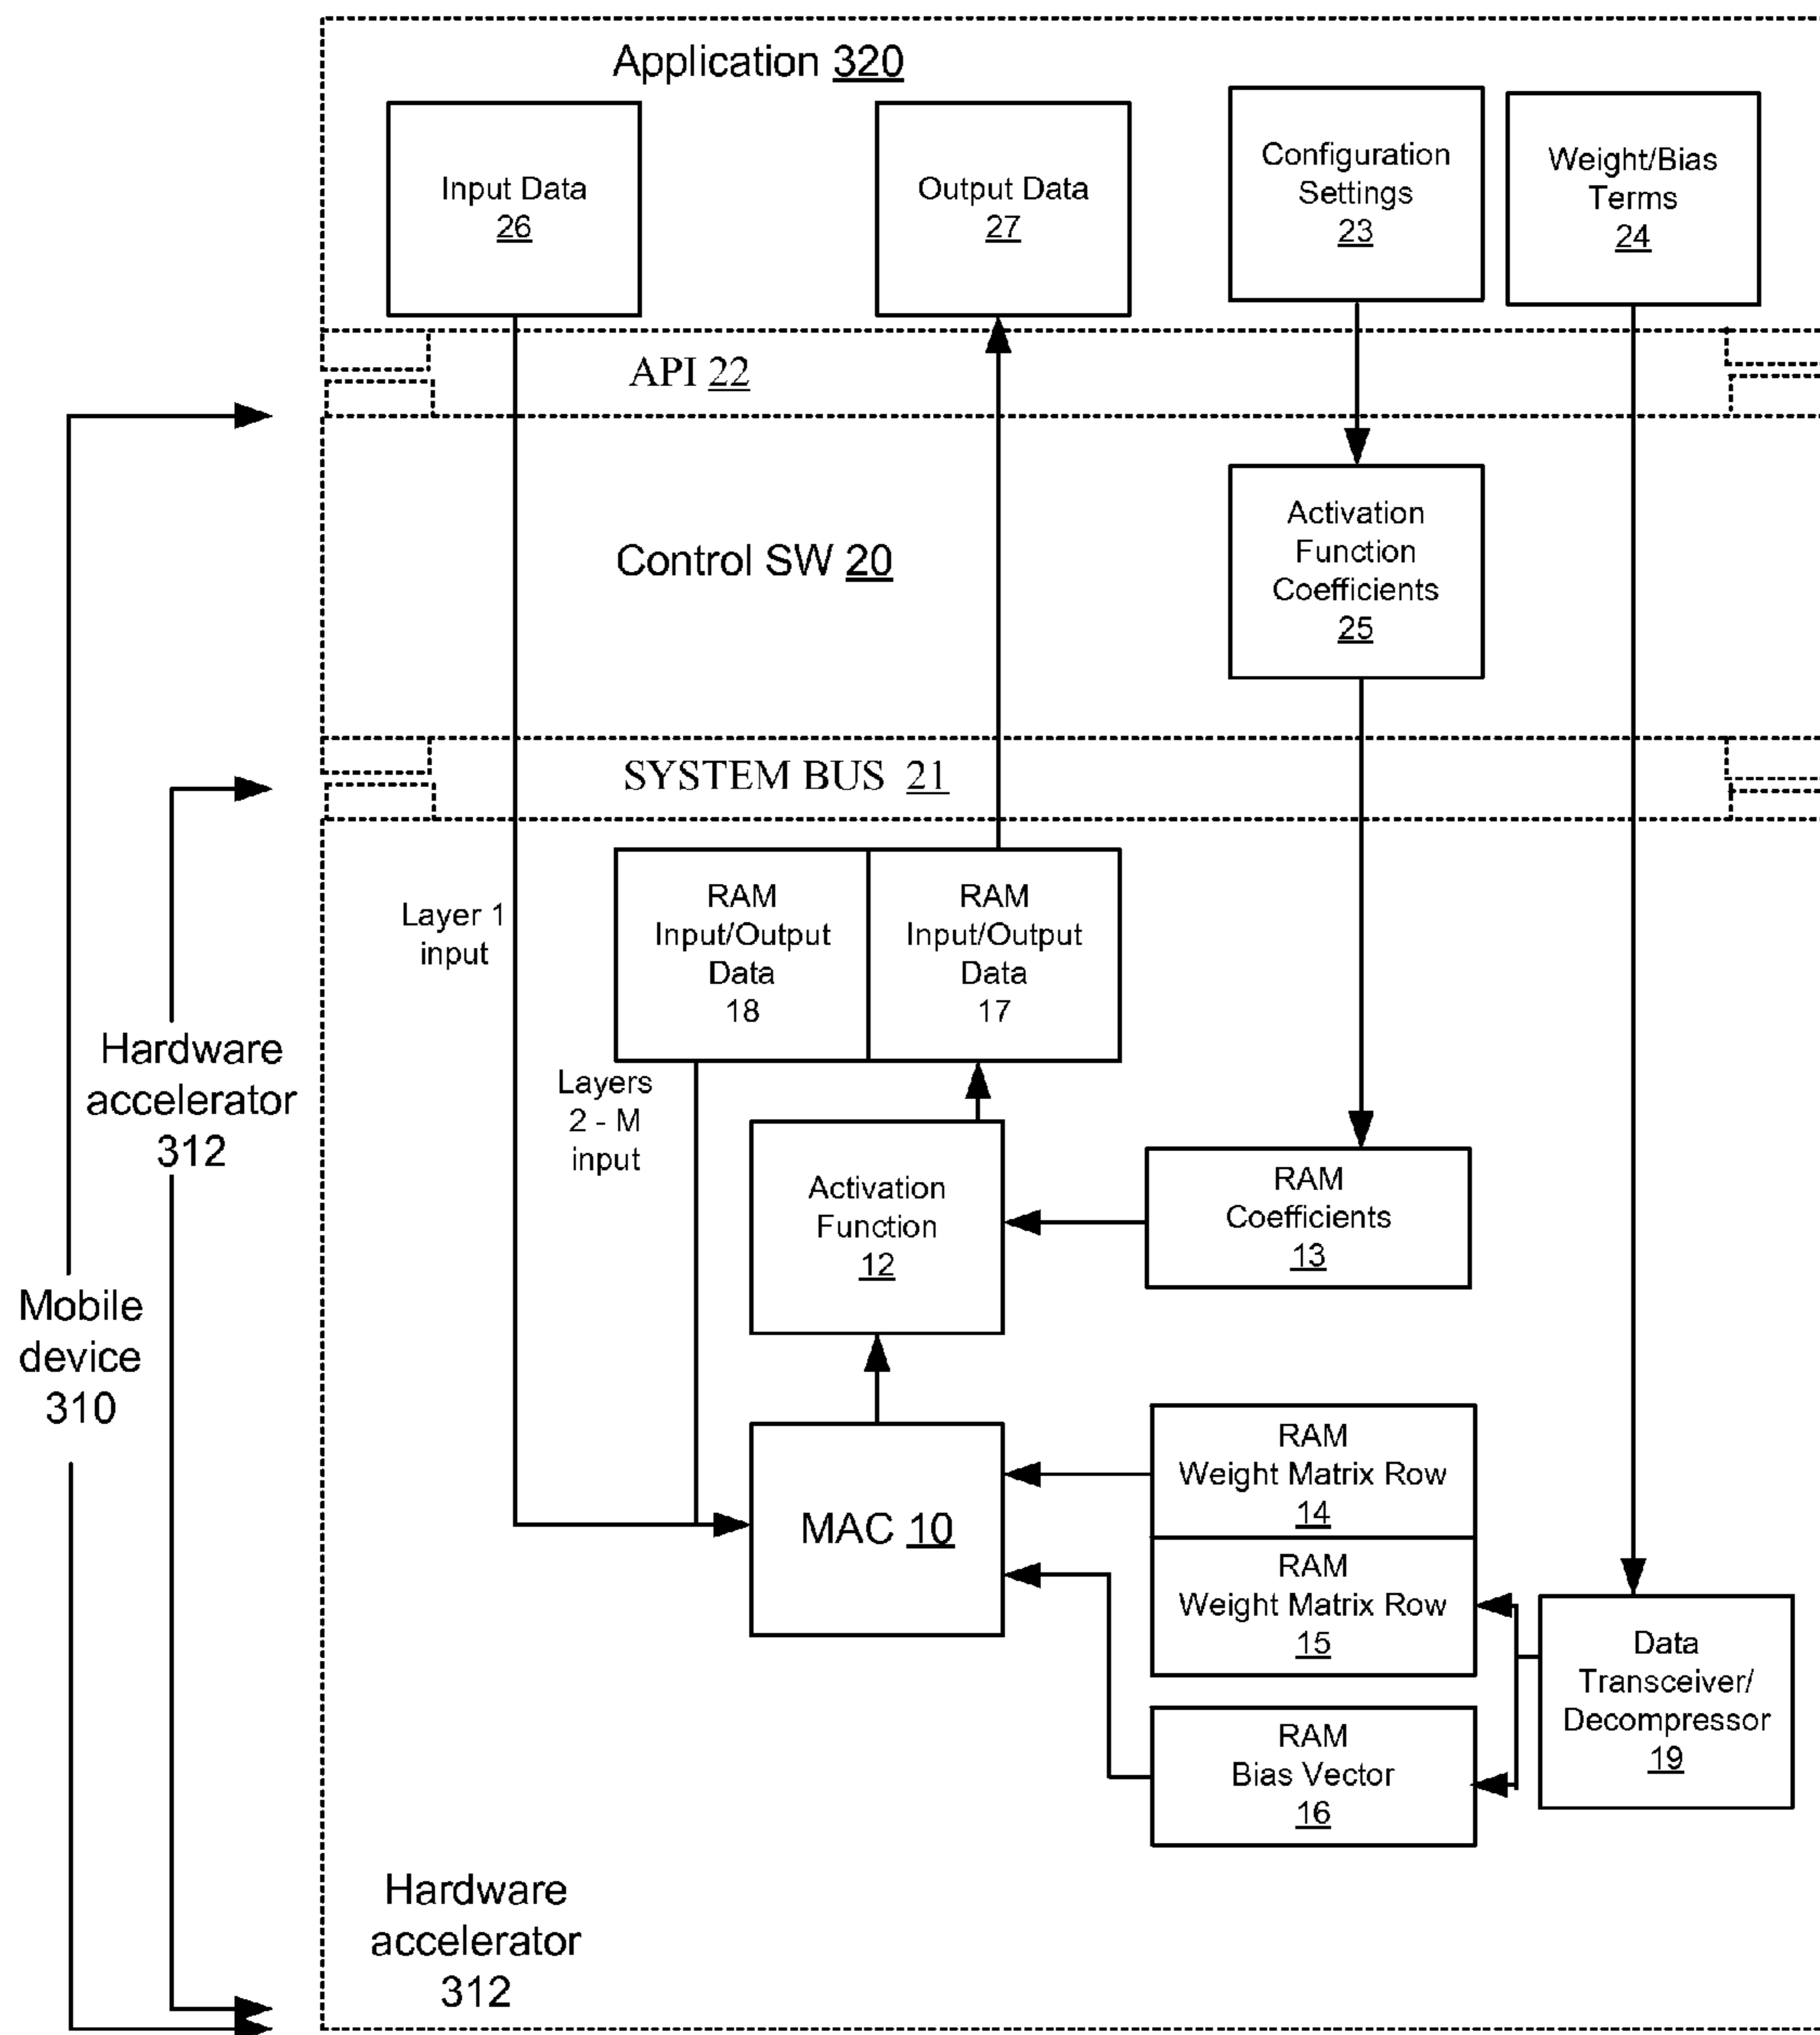 Application 320
Input Data
26
Output Data
27
Configuration
Settings
23
Weight/Bias
Terms
24
API 22
Control SW 20
Activation
Function
Coefficients
25
SYSTEM BUS 21
Layer 1
input
RAM
Input/Output
Data
18
RAM
Input/Output
Data
17
Layers
2 - M
input
Hardware
accelerator
312
Activation
Function
12
RAM
Coefficients
13
Mobile
device
310
MAC 10
RAM
Weight Matrix Row
14
RAM
Weight Matrix Row
15
Data
Transceiver/
Decompressor
19
RAM
Bias Vector
16
Hardware
accelerator
312